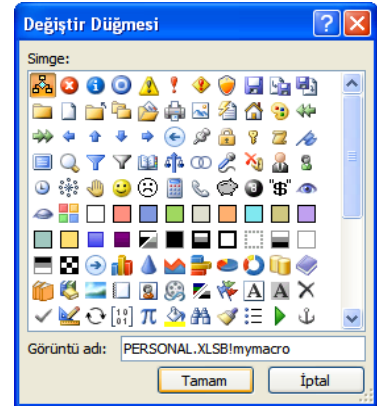 Değiştir Düğmesi
Simge:
Görüntü adı: PERSONAL.XLSB!mymacro
Tamam İptal